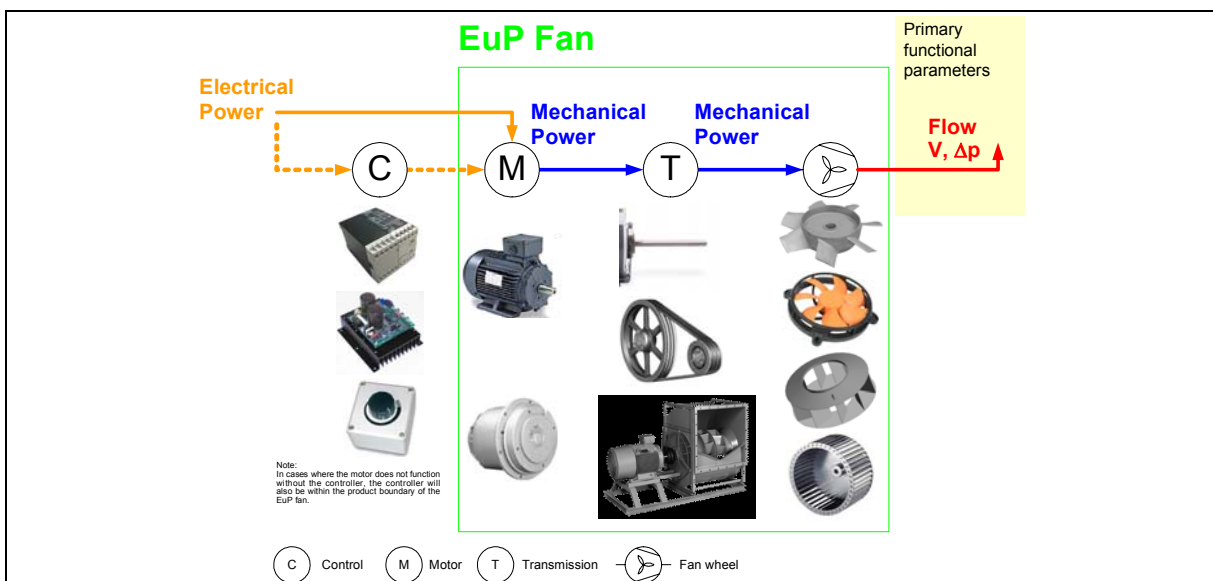 EuP Fan
Primary
functional
parameters
Electrical
Power
Mechanical
Power
Mechanical
Power
Flow
V, Δp
C
M
T
Note:
In cases where the motor does not function
without the controller, the controller will
also be within the product boundary of the
EuP fan.
C Control
M Motor
T Transmission
Fan wheel